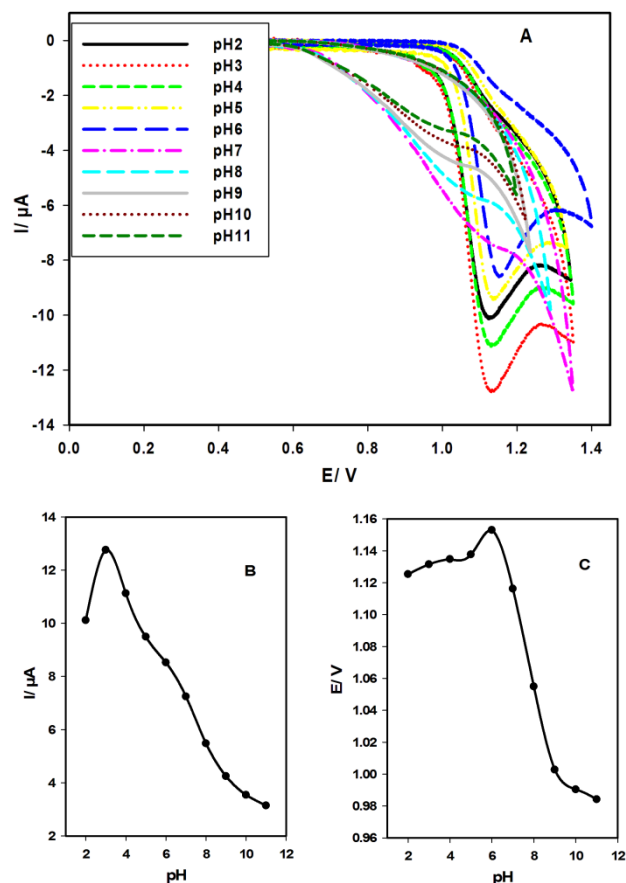 A
pH2
pH3
pH4
pH5
pH6
pH7
pH8
pH9
pH10
pH11
0
-2
-4
-6
-8
-10
-12
-14
I/ µA
0.0 0.2 0.4 0.6 0.8 1.0 1.2 1.4
E/ V
B
14
12
10
8
6
4
2
I/ µA
0 2 4 6 8 10 12
pH
C
1.16
1.14
1.12
1.10
1.08
1.06
1.04
1.02
1.00
0.98
0.96
E/ V
2 4 6 8 10 12
pH